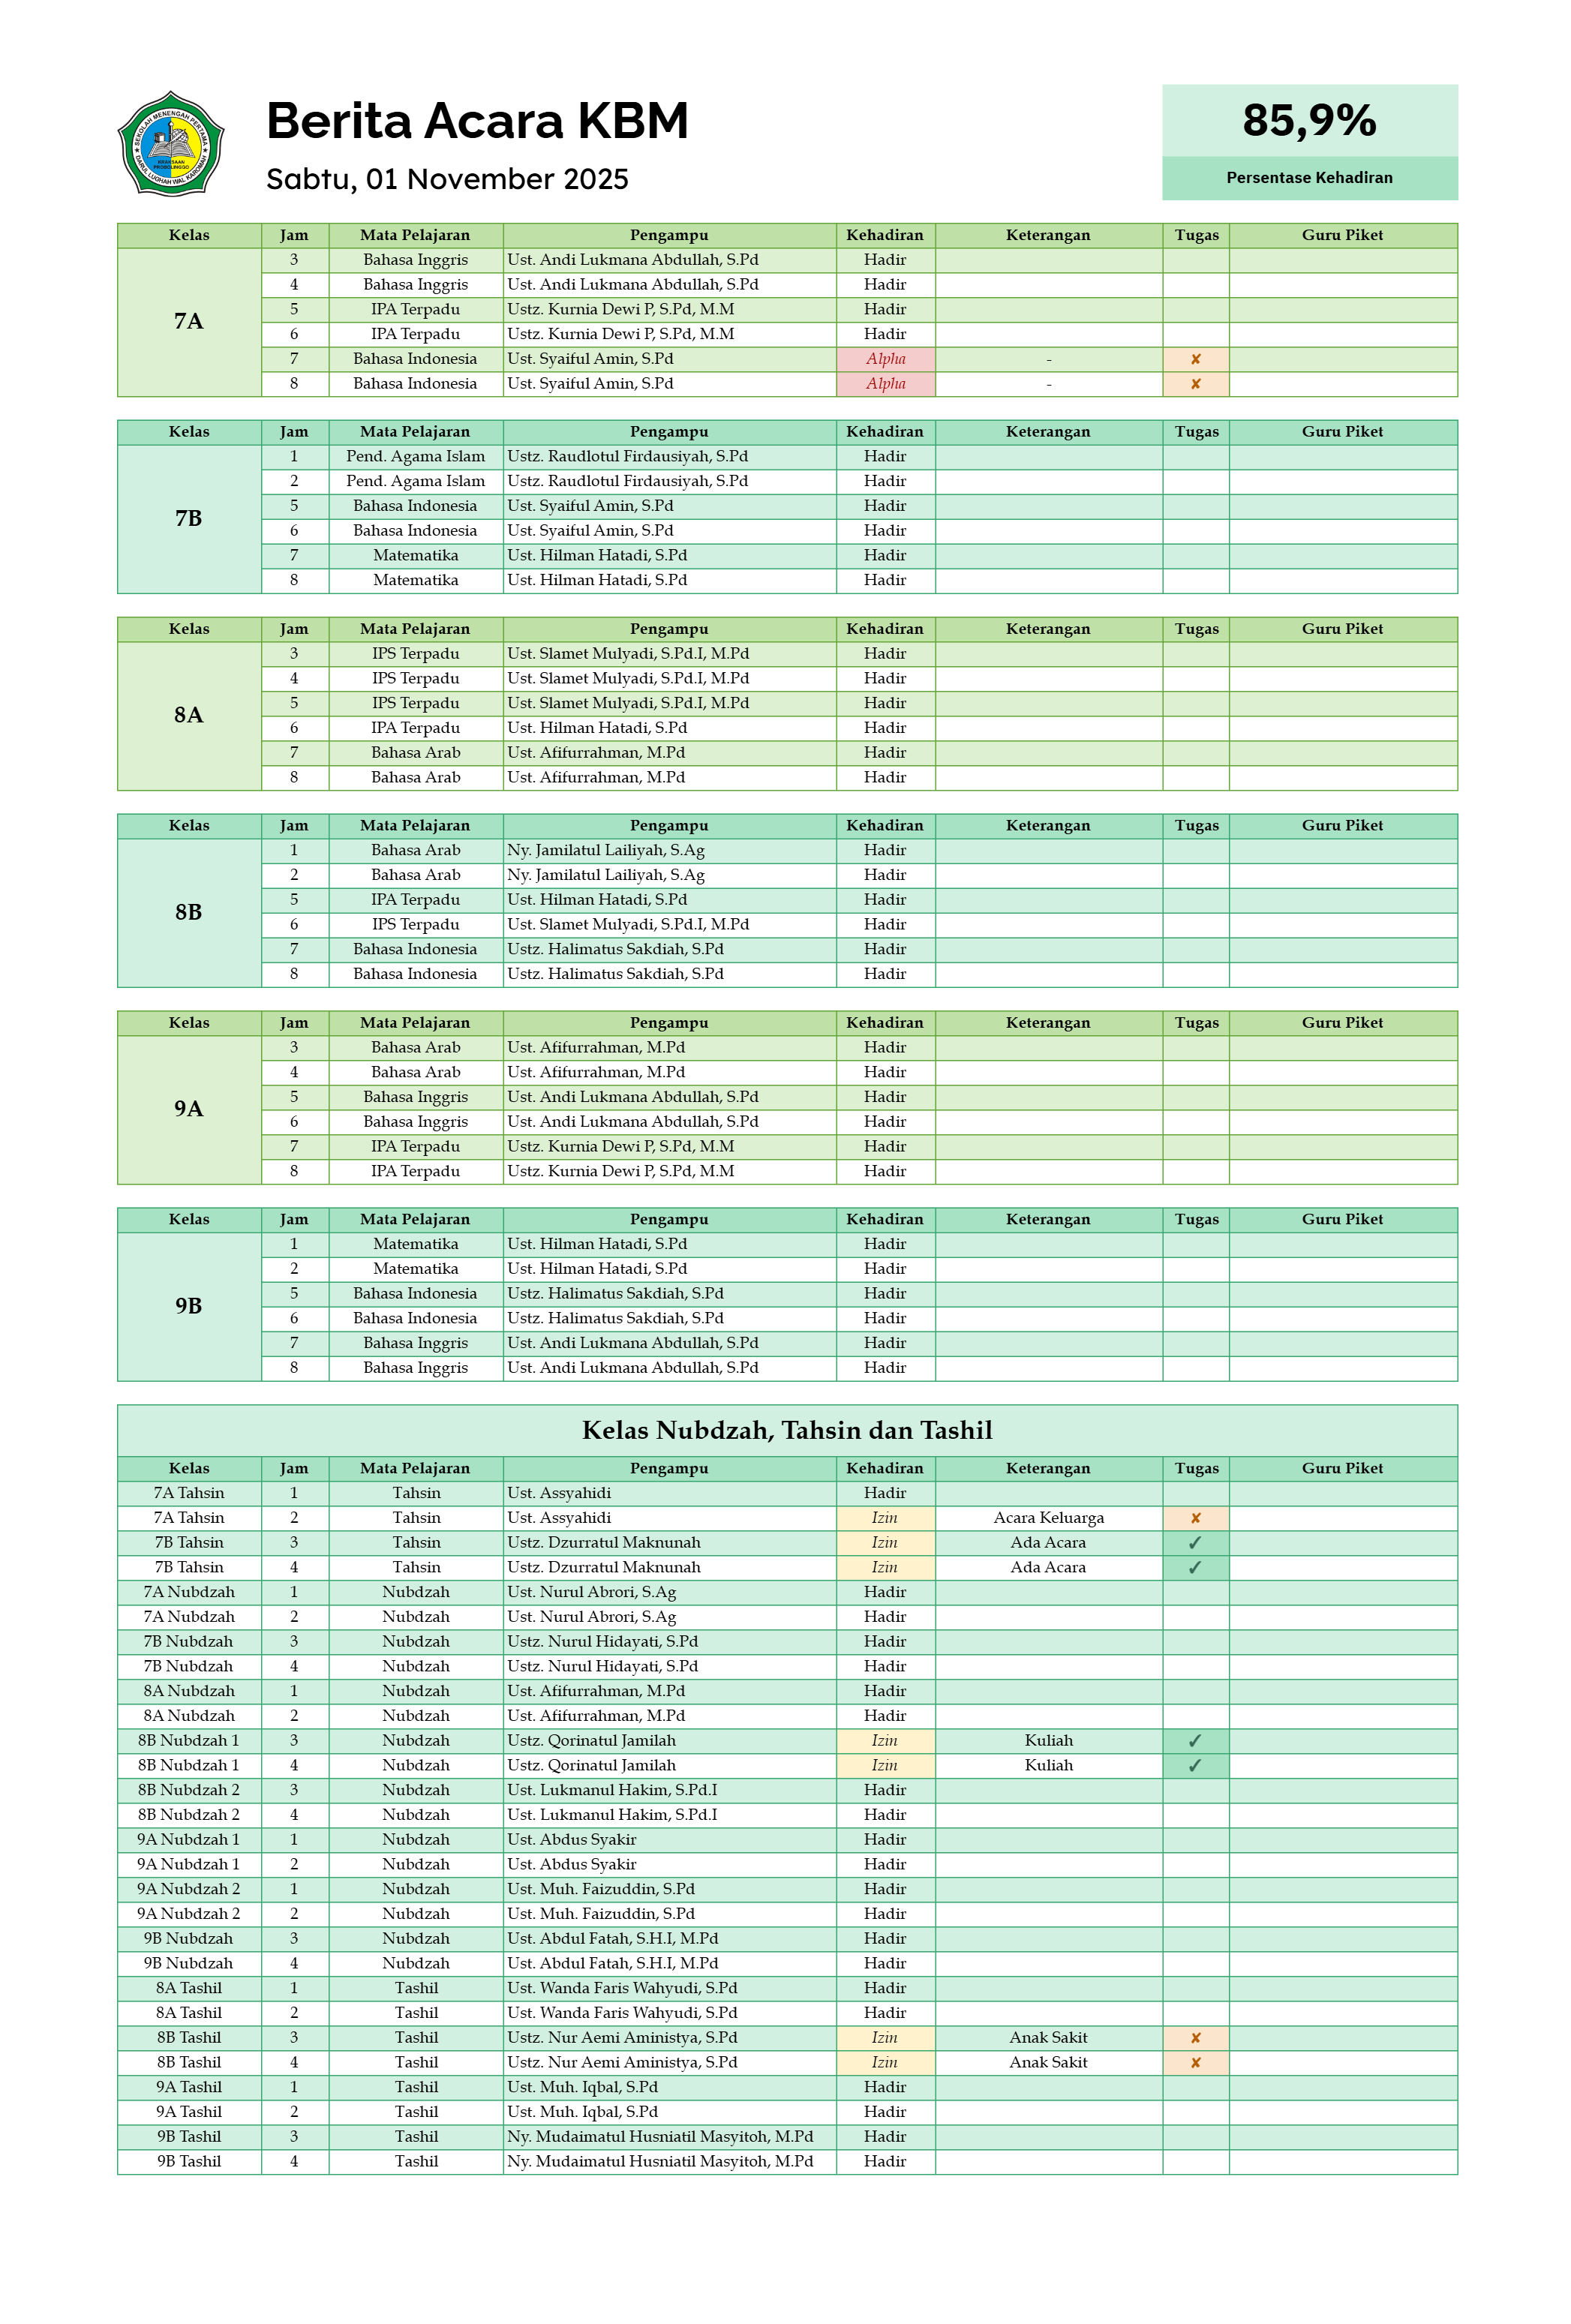 SEKOLAH MENENGAH PERTAMA
KRAKSAAN
PROBOLINGGO
DARUL LUGHAH WAL KAROMAH
Berita Acara KBM
Sabtu, 01 November 2025
85,9%
Persentase Kehadiran
Kelas Jam Mata Pelajaran Pengampu Kehadiran Keterangan Tugas Guru Piket
7A
3 Bahasa Inggris Ust. Andi Lukmana Abdullah, S.Pd Hadir
4 Bahasa Inggris Ust. Andi Lukmana Abdullah, S.Pd Hadir
5 IPA Terpadu Ustz. Kurnia Dewi P, S.Pd, M.M Hadir
6 IPA Terpadu Ustz. Kurnia Dewi P, S.Pd, M.M Hadir
7 Bahasa Indonesia Ust. Syaiful Amin, S.Pd Alpha - ✘
8 Bahasa Indonesia Ust. Syaiful Amin, S.Pd Alpha - ✘
Kelas Jam Mata Pelajaran Pengampu Kehadiran Keterangan Tugas Guru Piket
7B
1 Pend. Agama Islam Ustz. Raudlotul Firdausiyah, S.Pd Hadir
2 Pend. Agama Islam Ustz. Raudlotul Firdausiyah, S.Pd Hadir
5 Bahasa Indonesia Ust. Syaiful Amin, S.Pd Hadir
6 Bahasa Indonesia Ust. Syaiful Amin, S.Pd Hadir
7 Matematika Ust. Hilman Hatadi, S.Pd Hadir
8 Matematika Ust. Hilman Hatadi, S.Pd Hadir
Kelas Jam Mata Pelajaran Pengampu Kehadiran Keterangan Tugas Guru Piket
8A
3 IPS Terpadu Ust. Slamet Mulyadi, S.Pd.I, M.Pd Hadir
4 IPS Terpadu Ust. Slamet Mulyadi, S.Pd.I, M.Pd Hadir
5 IPS Terpadu Ust. Slamet Mulyadi, S.Pd.I, M.Pd Hadir
6 IPA Terpadu Ust. Hilman Hatadi, S.Pd Hadir
7 Bahasa Arab Ust. Afifurrahman, M.Pd Hadir
8 Bahasa Arab Ust. Afifurrahman, M.Pd Hadir
Kelas Jam Mata Pelajaran Pengampu Kehadiran Keterangan Tugas Guru Piket
8B
1 Bahasa Arab Ny. Jamilatul Lailiyah, S.Ag Hadir
2 Bahasa Arab Ny. Jamilatul Lailiyah, S.Ag Hadir
5 IPA Terpadu Ust. Hilman Hatadi, S.Pd Hadir
6 IPS Terpadu Ust. Slamet Mulyadi, S.Pd.I, M.Pd Hadir
7 Bahasa Indonesia Ustz. Halimatus Sakdiah, S.Pd Hadir
8 Bahasa Indonesia Ustz. Halimatus Sakdiah, S.Pd Hadir
Kelas Jam Mata Pelajaran Pengampu Kehadiran Keterangan Tugas Guru Piket
9A
3 Bahasa Arab Ust. Afifurrahman, M.Pd Hadir
4 Bahasa Arab Ust. Afifurrahman, M.Pd Hadir
5 Bahasa Inggris Ust. Andi Lukmana Abdullah, S.Pd Hadir
6 Bahasa Inggris Ust. Andi Lukmana Abdullah, S.Pd Hadir
7 IPA Terpadu Ustz. Kurnia Dewi P, S.Pd, M.M Hadir
8 IPA Terpadu Ustz. Kurnia Dewi P, S.Pd, M.M Hadir
Kelas Jam Mata Pelajaran Pengampu Kehadiran Keterangan Tugas Guru Piket
9B
1 Matematika Ust. Hilman Hatadi, S.Pd Hadir
2 Matematika Ust. Hilman Hatadi, S.Pd Hadir
5 Bahasa Indonesia Ustz. Halimatus Sakdiah, S.Pd Hadir
6 Bahasa Indonesia Ustz. Halimatus Sakdiah, S.Pd Hadir
7 Bahasa Inggris Ust. Andi Lukmana Abdullah, S.Pd Hadir
8 Bahasa Inggris Ust. Andi Lukmana Abdullah, S.Pd Hadir
Kelas Nubdzah, Tahsin dan Tashil
Kelas Jam Mata Pelajaran Pengampu Kehadiran Keterangan Tugas Guru Piket
7A Tahsin 1 Tahsin Ust. Assyahidi Hadir
7A Tahsin 2 Tahsin Ust. Assyahidi Izin Acara Keluarga ✘
7B Tahsin 3 Tahsin Ustz. Dzurratul Maknunah Izin Ada Acara ✓
7B Tahsin 4 Tahsin Ustz. Dzurratul Maknunah Izin Ada Acara ✓
7A Nubdzah 1 Nubdzah Ust. Nurul Abrori, S.Ag Hadir
7A Nubdzah 2 Nubdzah Ust. Nurul Abrori, S.Ag Hadir
7B Nubdzah 3 Nubdzah Ustz. Nurul Hidayati, S.Pd Hadir
7B Nubdzah 4 Nubdzah Ustz. Nurul Hidayati, S.Pd Hadir
8A Nubdzah 1 Nubdzah Ust. Afifurrahman, M.Pd Hadir
8A Nubdzah 2 Nubdzah Ust. Afifurrahman, M.Pd Hadir
8B Nubdzah 1 3 Nubdzah Ustz. Qorinatul Jamilah Izin Kuliah ✓
8B Nubdzah 1 4 Nubdzah Ustz. Qorinatul Jamilah Izin Kuliah ✓
8B Nubdzah 2 3 Nubdzah Ust. Lukmanul Hakim, S.Pd.I Hadir
8B Nubdzah 2 4 Nubdzah Ust. Lukmanul Hakim, S.Pd.I Hadir
9A Nubdzah 1 1 Nubdzah Ust. Abdus Syakir Hadir
9A Nubdzah 1 2 Nubdzah Ust. Abdus Syakir Hadir
9A Nubdzah 2 1 Nubdzah Ust. Muh. Faizuddin, S.Pd Hadir
9A Nubdzah 2 2 Nubdzah Ust. Muh. Faizuddin, S.Pd Hadir
9B Nubdzah 3 Nubdzah Ust. Abdul Fatah, S.H.I, M.Pd Hadir
9B Nubdzah 4 Nubdzah Ust. Abdul Fatah, S.H.I, M.Pd Hadir
8A Tashil 1 Tashil Ust. Wanda Faris Wahyudi, S.Pd Hadir
8A Tashil 2 Tashil Ust. Wanda Faris Wahyudi, S.Pd Hadir
8B Tashil 3 Tashil Ustz. Nur Aemi Aministya, S.Pd Izin Anak Sakit ✘
8B Tashil 4 Tashil Ustz. Nur Aemi Aministya, S.Pd Izin Anak Sakit ✘
9A Tashil 1 Tashil Ust. Muh. Iqbal, S.Pd Hadir
9A Tashil 2 Tashil Ust. Muh. Iqbal, S.Pd Hadir
9B Tashil 3 Tashil Ny. Mudaimatul Husniatil Masyitoh, M.Pd Hadir
9B Tashil 4 Tashil Ny. Mudaimatul Husniatil Masyitoh, M.Pd Hadir